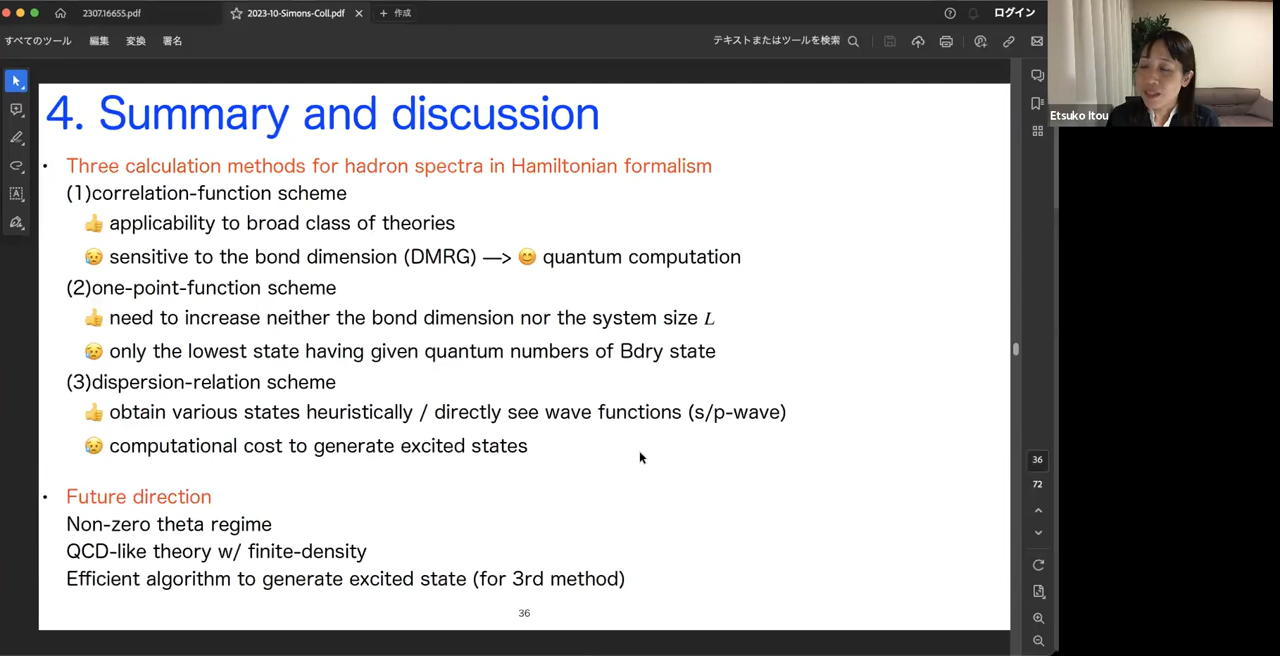 2307.16655.pdf
2023-10-Simons-Coll.pdf
作成
ログイン
すべてのツール
編集
変換
署名
テキストまたはツールを検索
Etsuko Itou
4. Summary and discussion
• Three calculation methods for hadron spectra in Hamiltonian formalism
(1)correlation-function scheme
👍 applicability to broad class of theories
😥 sensitive to the bond dimension (DMRG) —> 😊 quantum computation
(2)one-point-function scheme
👍 need to increase neither the bond dimension nor the system size L
😥 only the lowest state having given quantum numbers of Bdry state
(3)dispersion-relation scheme
👍 obtain various states heuristically / directly see wave functions (s/p-wave)
😥 computational cost to generate excited states
• Future direction
Non-zero theta regime
QCD-like theory w/ finite-density
Efficient algorithm to generate excited state (for 3rd method)
36
36
72